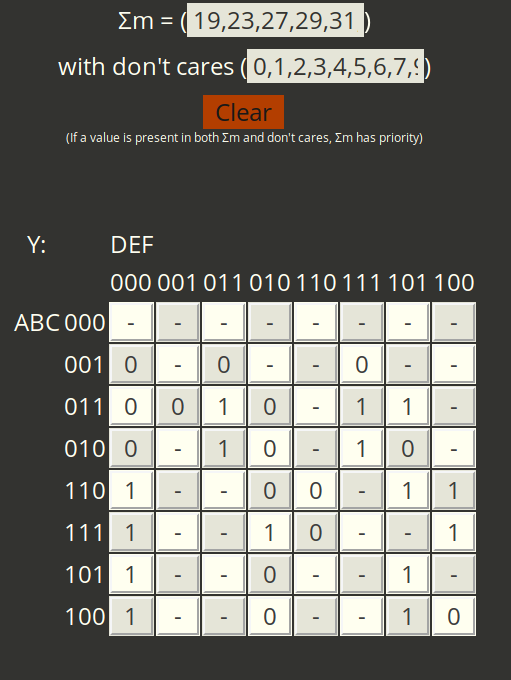 Σm = ( 19,23,27,29,31 )
with don't cares ( 0,1,2,3,4,5,6,7, )
Clear
(If a value is present in both Σm and don't cares, Σm has priority)
Y: DEF
000 001 011 010 110 111 101 100
ABC 000 - - - - - - - -
001 0 - 0 - - 0 - -
011 0 0 1 0 - 1 1 -
010 0 - 1 0 - 1 0 -
110 1 - - 0 0 - 1 1
111 1 - - 1 0 - - 1
101 1 - - 0 - - 1 -
100 1 - - 0 - - 1 0